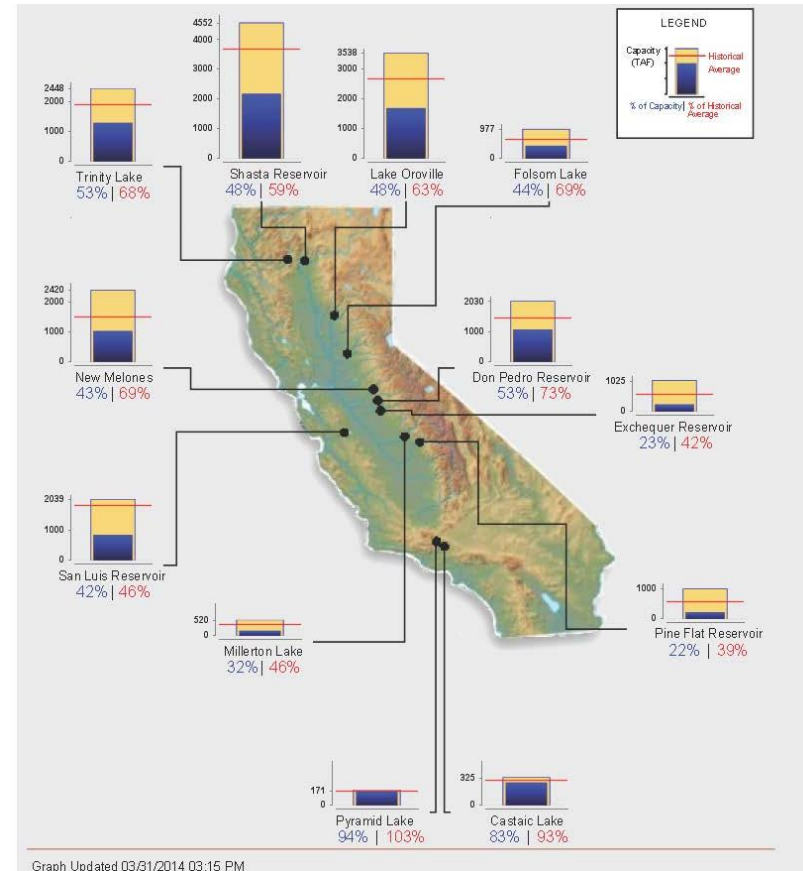 LEGEND
Capacity
(TAF)
Historical
Average
% of Capacity | % of Historical
Average
4552
4000
3000
2000
1000
0
Shasta Reservoir
48% | 59%
3538
3000
2000
1000
0
Lake Oroville
48% | 63%
2448
2000
1000
0
Trinity Lake
53% | 68%
977
0
Folsom Lake
44% | 69%
2420
2000
1000
0
New Melones
43% | 69%
2030
1000
0
Don Pedro Reservoir
53% | 73%
1025
0
Exchequer Reservoir
23% | 42%
2039
1000
0
San Luis Reservoir
42% | 46%
520
0
Millerton Lake
32% | 46%
1000
0
Pine Flat Reservoir
22% | 39%
171
0
Pyramid Lake
94% | 103%
325
0
Castaic Lake
83% | 93%
Graph Updated 03/31/2014 03:15 PM